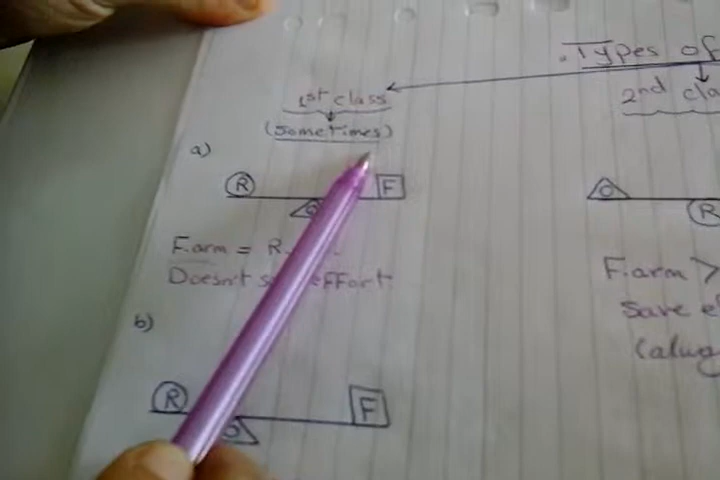 .Types of
1st class
2nd cla
(sometimes)
a)
R F
R
F.arm = R.
F.arm >
Doesn't s effort
Save e
b)
(alwa
R F